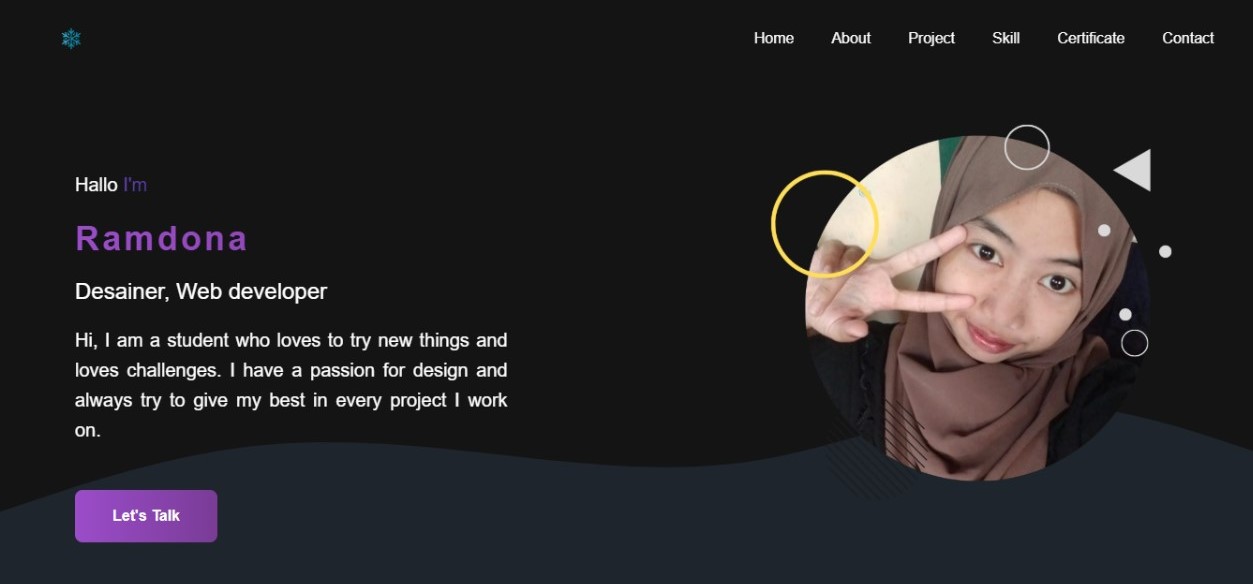 Home About Project Skill Certificate Contact
Hallo I'm
Ramdona
Desainer, Web developer
Hi, I am a student who loves to try new things and
loves challenges. I have a passion for design and
always try to give my best in every project I work
on.
Let's Talk